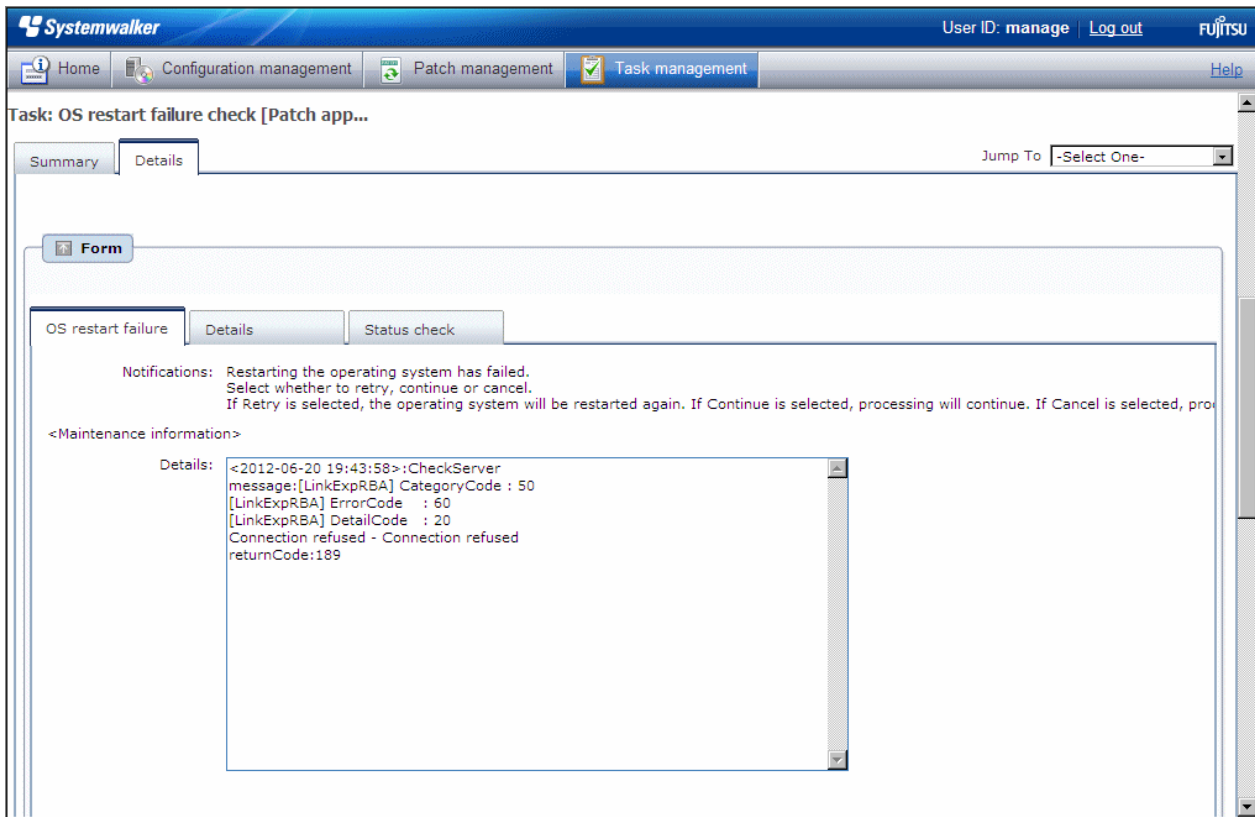 Systemwalker
User ID: manage Log out FUJITSU
Home Configuration management Patch management Task management Help
Task: OS restart failure check [Patch app...
Summary Details Jump To -Select One-
Form
OS restart failure Details Status check
Notifications: Restarting the operating system has failed.
Select whether to retry, continue or cancel.
If Retry is selected, the operating system will be restarted again. If Continue is selected, processing will continue. If Cancel is selected, pro
<Maintenance information>
Details: <2012-06-20 19:43:58>:CheckServer
message:[LinkExpRBA] CategoryCode : 50
[LinkExpRBA] ErrorCode : 60
[LinkExpRBA] DetailCode : 20
Connection refused - Connection refused
returnCode:189